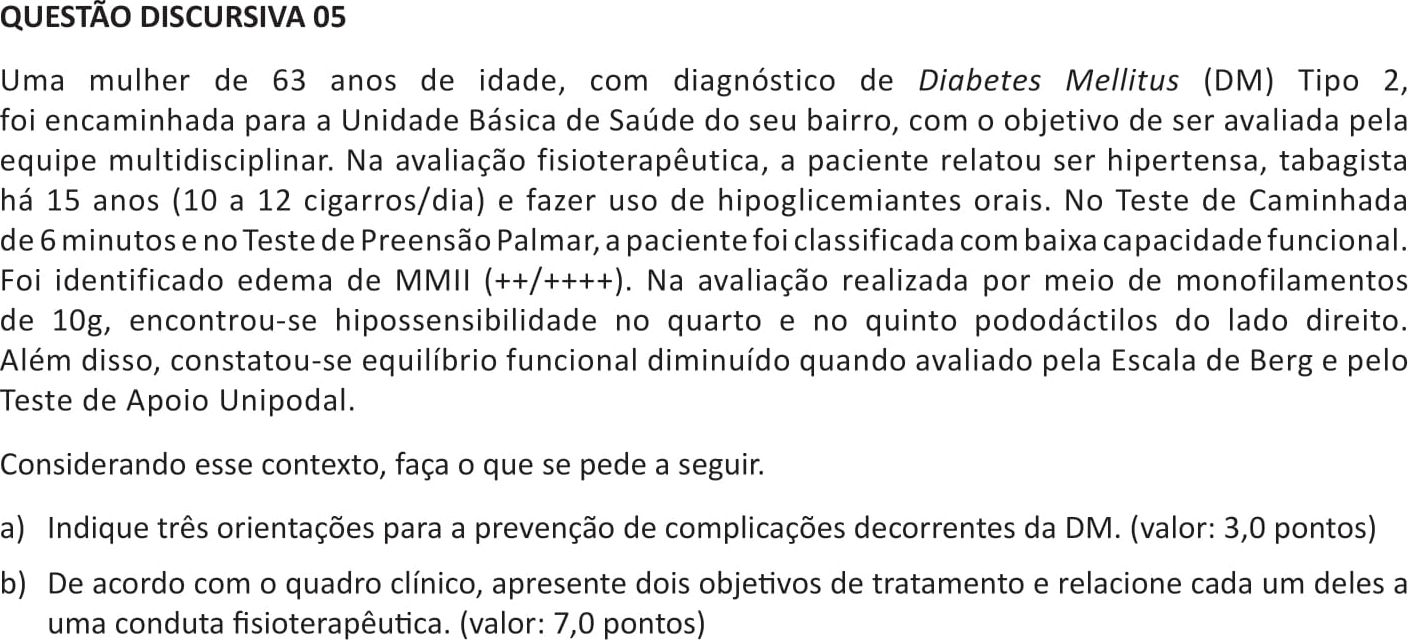 QUESTÃO DISCURSIVA 05
Uma mulher de 63 anos de idade, com diagnóstico de Diabetes Mellitus (DM) Tipo 2,
foi encaminhada para a Unidade Básica de Saúde do seu bairro, com o objetivo de ser avaliada pela
equipe multidisciplinar. Na avaliação fisioterapêutica, a paciente relatou ser hipertensa, tabagista
há 15 anos (10 a 12 cigarros/dia) e fazer uso de hipoglicemiantes orais. No Teste de Caminhada
de 6 minutos e no Teste de Preensão Palmar, a paciente foi classificada com baixa capacidade funcional.
Foi identificado edema de MMII (++/++++). Na avaliação realizada por meio de monofilamentos
de 10g, encontrou-se hipossensibilidade no quarto e no quinto pododáctilos do lado direito.
Além disso, constatou-se equilíbrio funcional diminuído quando avaliado pela Escala de Berg e pelo
Teste de Apoio Unipodal.
Considerando esse contexto, faça o que se pede a seguir.
a) Indique três orientações para a prevenção de complicações decorrentes da DM. (valor: 3,0 pontos)
b) De acordo com o quadro clínico, apresente dois objetivos de tratamento e relacione cada um deles a
uma conduta fisioterapêutica. (valor: 7,0 pontos)